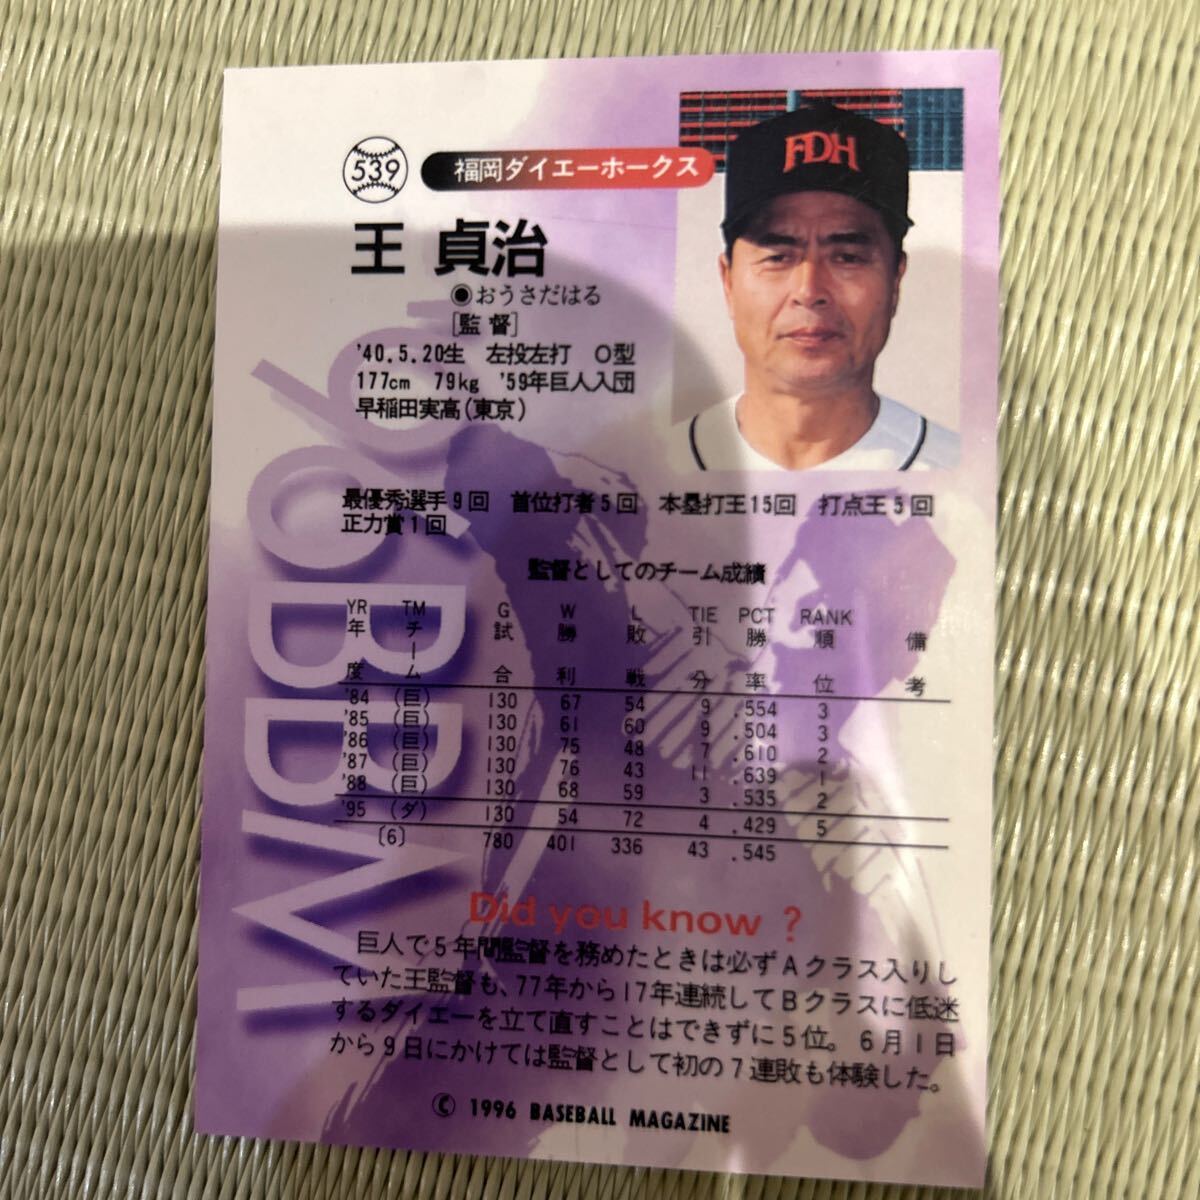 539 福岡ダイエーホークス
FDH
王 貞治
◉おうさだはる
[監督]
'40.5.20生 左投左打 O型
177cm 79kg '59年巨人入団
早稲田実高(東京)
最優秀選手9回 首位打者5回 本塁打王15回 打点王5回
正力賞1回
監督としてのチーム成績
YR TM G W L TIE PCT RANK
年度 チーム 試合 勝利 敗戦 引分 勝率 順位 備考
'84 (巨) 130 67 54 9 .554 3
'85 (巨) 130 61 60 9 .504 3
'86 (巨) 130 75 48 7 .610 2
'87 (巨) 130 76 43 11 .639 1
'88 (巨) 130 68 59 3 .535 2
'95 (ダ) 130 54 72 4 .429 5
〔6〕 780 401 336 43 .545
Did you know ?
巨人で5年間監督を務めたときは必ずAクラス入りし
ていた王監督も、77年から17年連続してBクラスに低迷
するダイエーを立て直すことはできずに5位。6月1日
から9日にかけては監督として初の7連敗も体験した。
© 1996 BASEBALL MAGAZINE
'96BBM